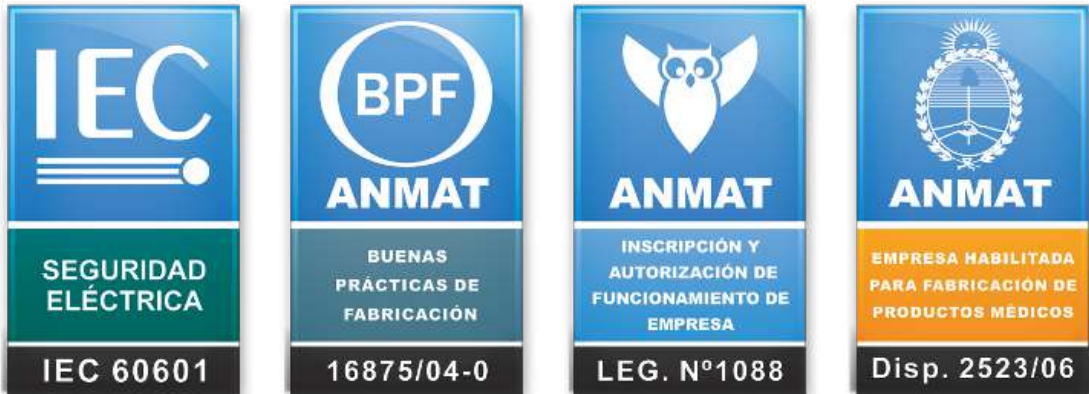 IEC
SEGURIDAD
ELÉCTRICA
IEC 60601
BPF
ANMAT
BUENAS
PRÁCTICAS DE
FABRICACIÓN
16875/04-0
ANMAT
INSCRIPCIÓN Y
AUTORIZACIÓN DE
FUNCIONAMIENTO DE
EMPRESA
LEG. Nº1088
ANMAT
EMPRESA HABILITADA
PARA FABRICACIÓN DE
PRODUCTOS MÉDICOS
Disp. 2523/06